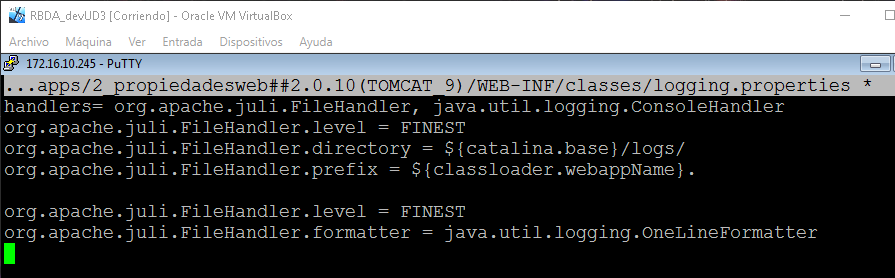 RBDA_devUD3 [Corriendo] - Oracle VM VirtualBox
Archivo Máquina Ver Entrada Dispositivos Ayuda
172.16.10.245 - PuTTY
...apps/2_propiedadesweb##2.0.10(TOMCAT_9)/WEB-INF/classes/logging.properties *
handlers= org.apache.juli.FileHandler, java.util.logging.ConsoleHandler
org.apache.juli.FileHandler.level = FINEST
org.apache.juli.FileHandler.directory = ${catalina.base}/logs/
org.apache.juli.FileHandler.prefix = ${classloader.webappName}.
org.apache.juli.FileHandler.level = FINEST
org.apache.juli.FileHandler.formatter = java.util.logging.OneLineFormatter